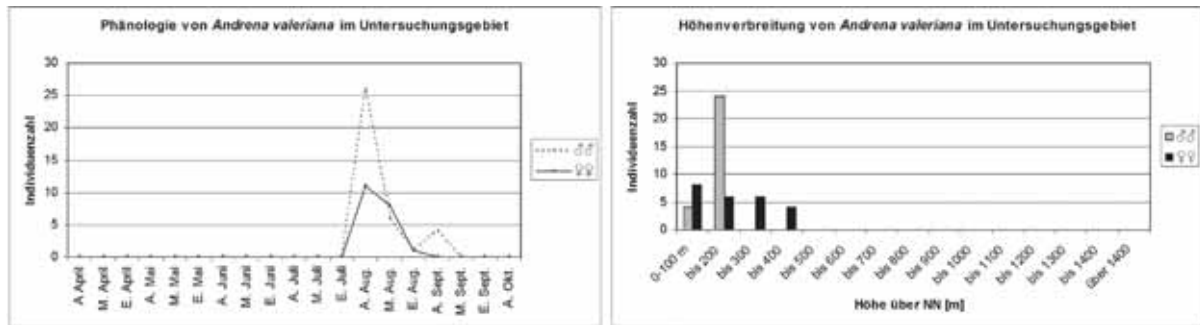 Phänologie von Andrena valeriana im Untersuchungsgebiet
Individuenzahl
30
25
20
15
10
5
0
A. April
M. April
E. April
A. Mai
M. Mai
E. Mai
A. Juni
M. Juni
E. Juni
A. Juli
M. Juli
E. Juli
A. Aug.
M. Aug.
E. Aug.
A. Sept.
M. Sept.
E. Sept.
A. Okt
♂♂
♀♀
Höhenverbreitung von Andrena valeriana im Untersuchungsgebiet
Individuenzahl
30
25
20
15
10
5
0
0-100 m
bis 200
bis 300
bis 400
bis 500
bis 600
bis 700
bis 800
bis 900
bis 1000
bis 1100
bis 1200
bis 1300
bis 1400
über 1400
Höhe über NN [m]
♂♂
♀♀